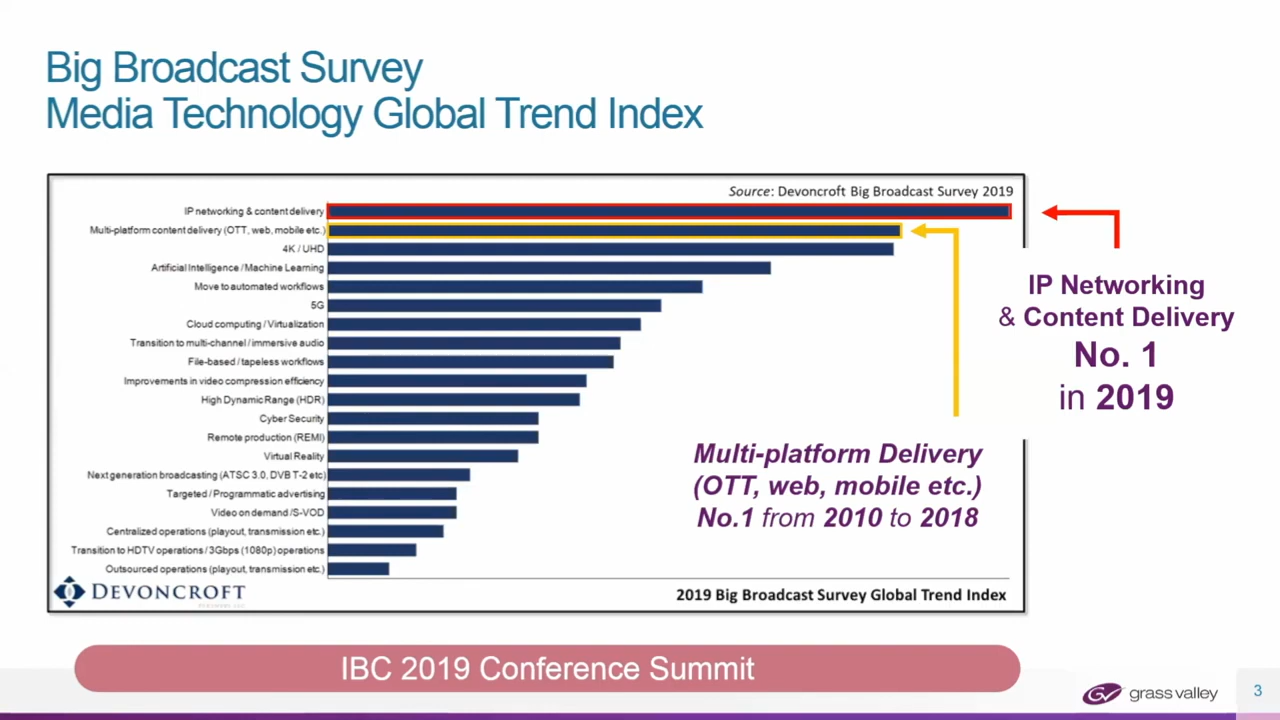 Big Broadcast Survey
Media Technology Global Trend Index
Source: Devoncroft Big Broadcast Survey 2019
IP networking & content delivery
Multi-platform content delivery (OTT, web, mobile etc.)
4K / UHD
Artificial Intelligence / Machine Learning
Move to automated workflows
5G
Cloud computing / Virtualization
Transition to multi-channel / immersive audio
File-based / tapeless workflows
Improvements in video compression efficiency
High Dynamic Range (HDR)
Cyber Security
Remote production (REMI)
Virtual Reality
Next generation broadcasting (ATSC 3.0, DVB T-2 etc)
Targeted / Programmatic advertising
Video on demand /S-VOD
Centralized operations (playout, transmission etc.)
Transition to HDTV operations / 3Gbps (1080p) operations
Outsourced operations (playout, transmission etc.)
IP Networking
& Content Delivery
No. 1
in 2019
Multi-platform Delivery
(OTT, web, mobile etc.)
No.1 from 2010 to 2018
DEVONCROFT
2019 Big Broadcast Survey Global Trend Index
IBC 2019 Conference Summit
GV grass valley
3